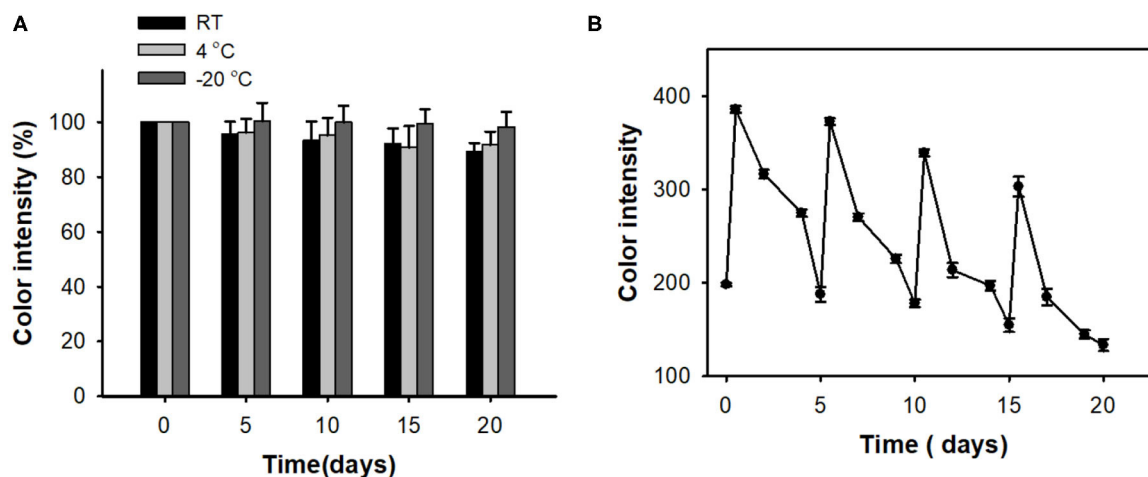 A
RT
4 °C
-20 °C
Color intensity (%)
100
80
60
40
20
0
0 5 10 15 20
Time(days)
B
Color intensity
400
300
200
100
0 5 10 15 20
Time ( days)